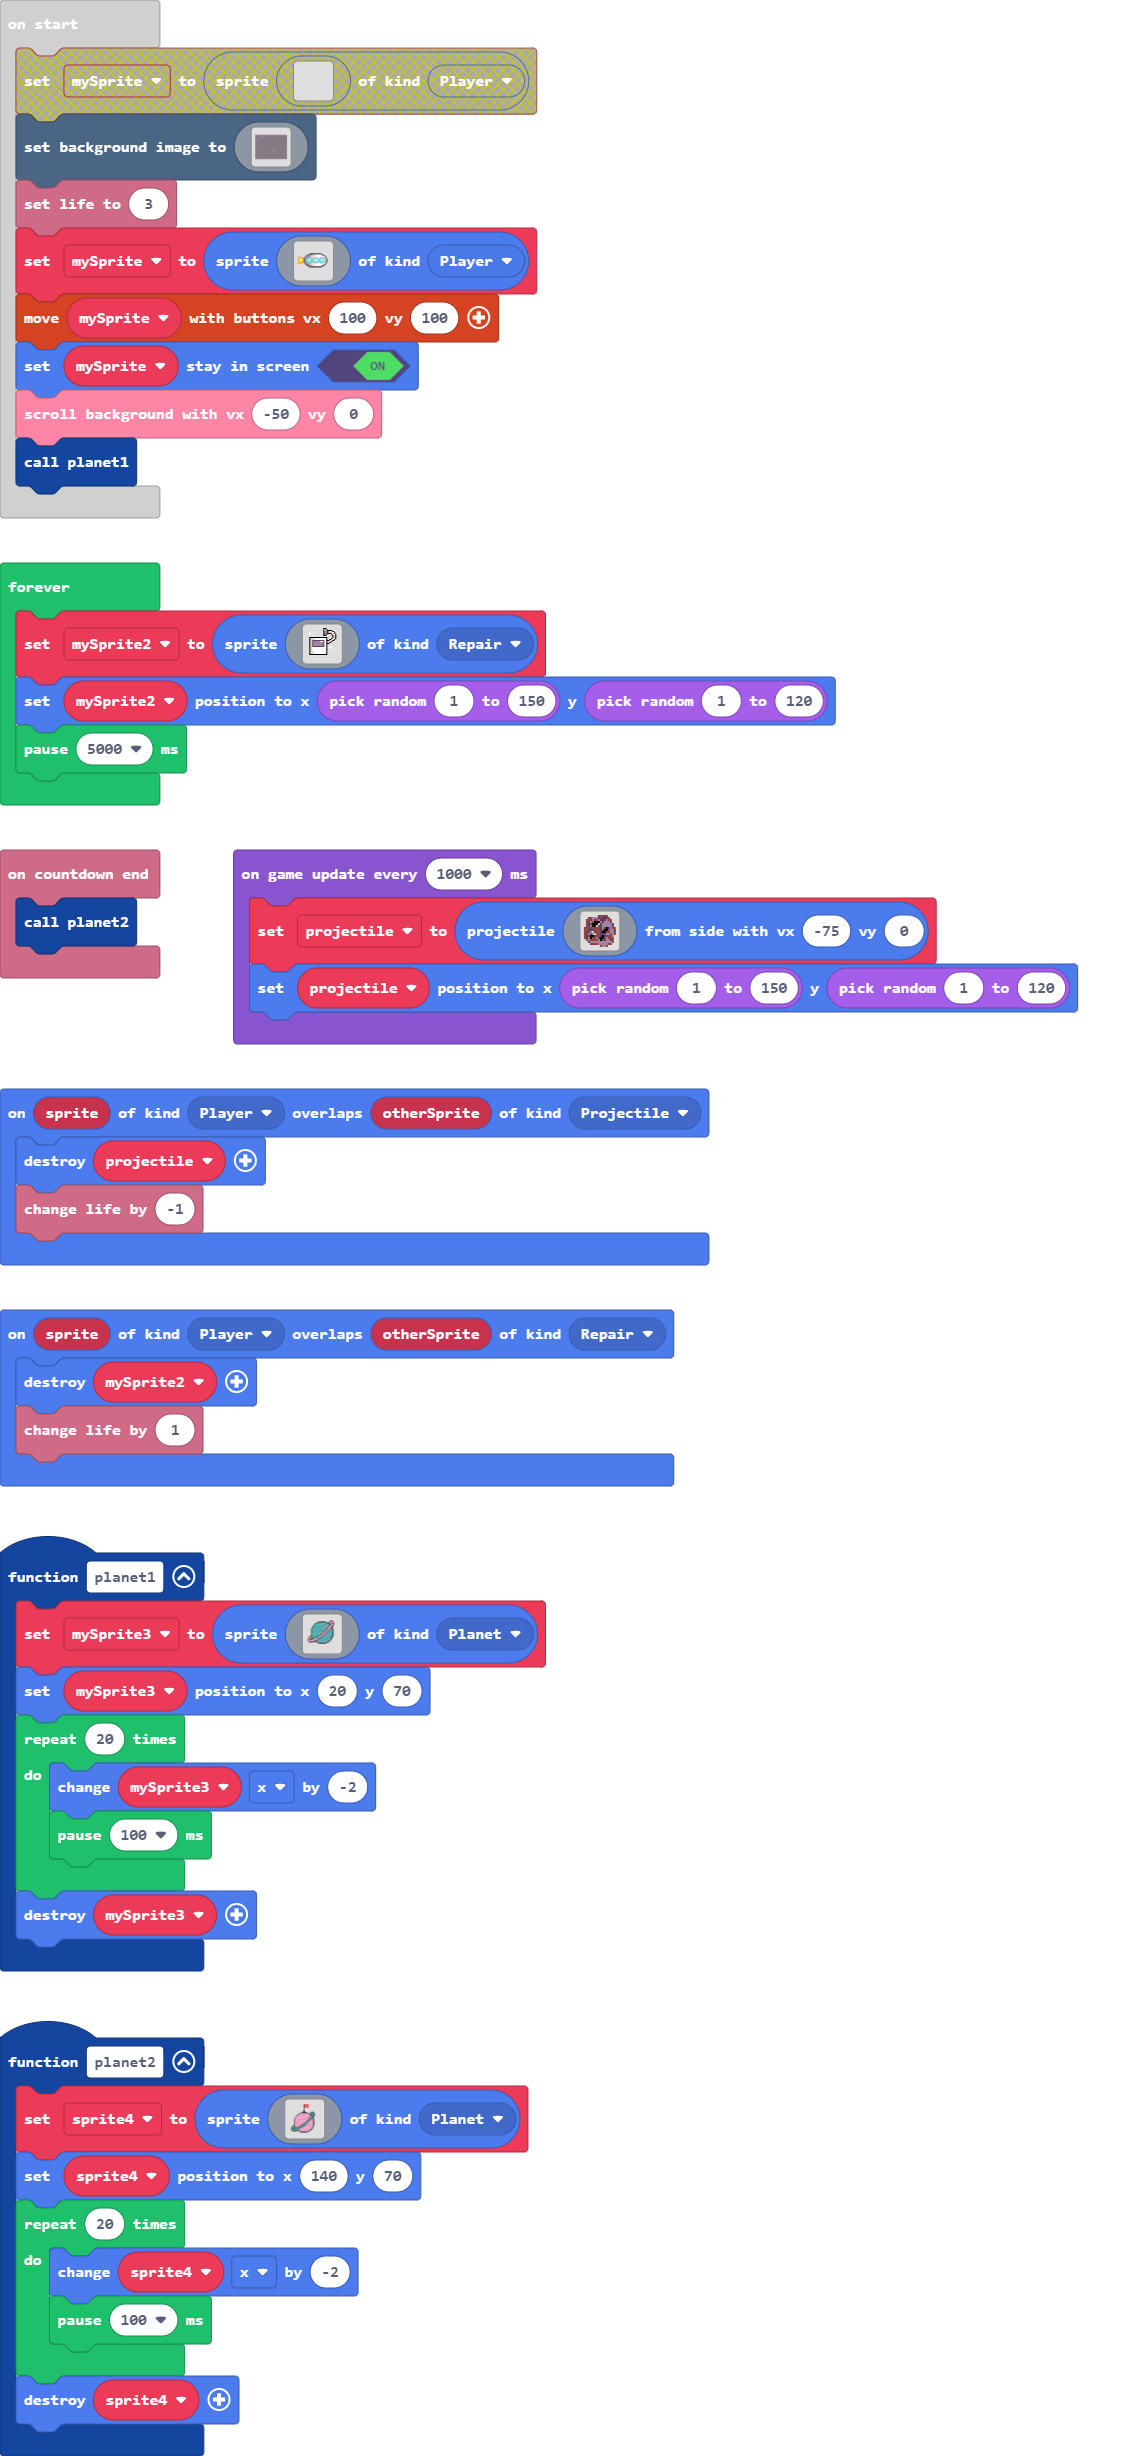 on start
set mySprite to sprite of kind Player
set background image to
set life to 3
set mySprite to sprite of kind Player
move mySprite with buttons vx 100 vy 100
set mySprite stay in screen ON
scroll background with vx -50 vy 0
call planet1
forever
set mySprite2 to sprite of kind Repair
set mySprite2 position to x pick random 1 to 150 y pick random 1 to 120
pause 5000 ms
on countdown end
call planet2
on game update every 1000 ms
set projectile to projectile from side with vx -75 vy 0
set projectile position to x pick random 1 to 150 y pick random 1 to 120
on sprite of kind Player overlaps otherSprite of kind Projectile
destroy projectile
change life by -1
on sprite of kind Player overlaps otherSprite of kind Repair
destroy mySprite2
change life by 1
function planet1
set mySprite3 to sprite of kind Planet
set mySprite3 position to x 20 y 70
repeat 20 times
do
change mySprite3 x by -2
pause 100 ms
destroy mySprite3
function planet2
set sprite4 to sprite of kind Planet
set sprite4 position to x 140 y 70
repeat 20 times
do
change sprite4 x by -2
pause 100 ms
destroy sprite4